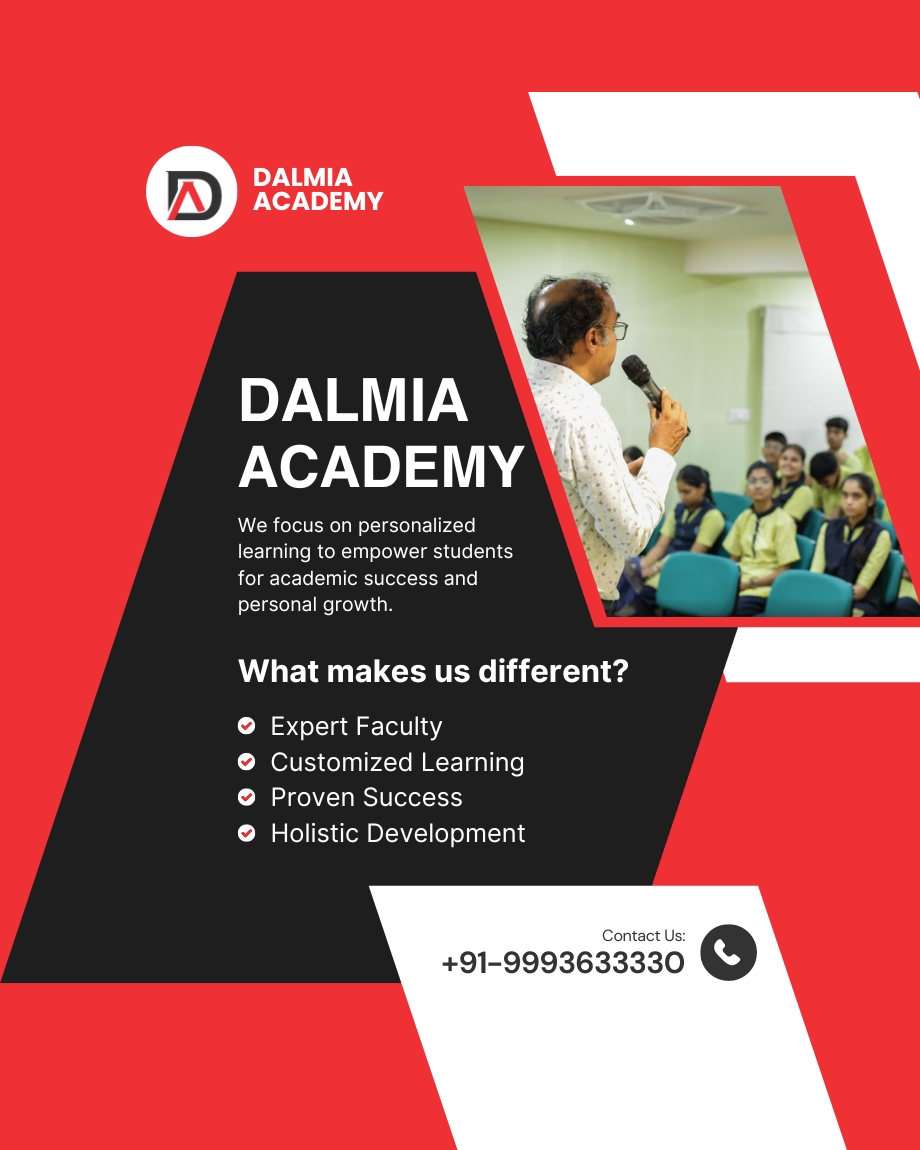 DALMIA
ACADEMY
DALMIA
ACADEMY
We focus on personalized
learning to empower students
for academic success and
personal growth.
What makes us different?
Expert Faculty
Customized Learning
Proven Success
Holistic Development
Contact Us:
+91-9993633330